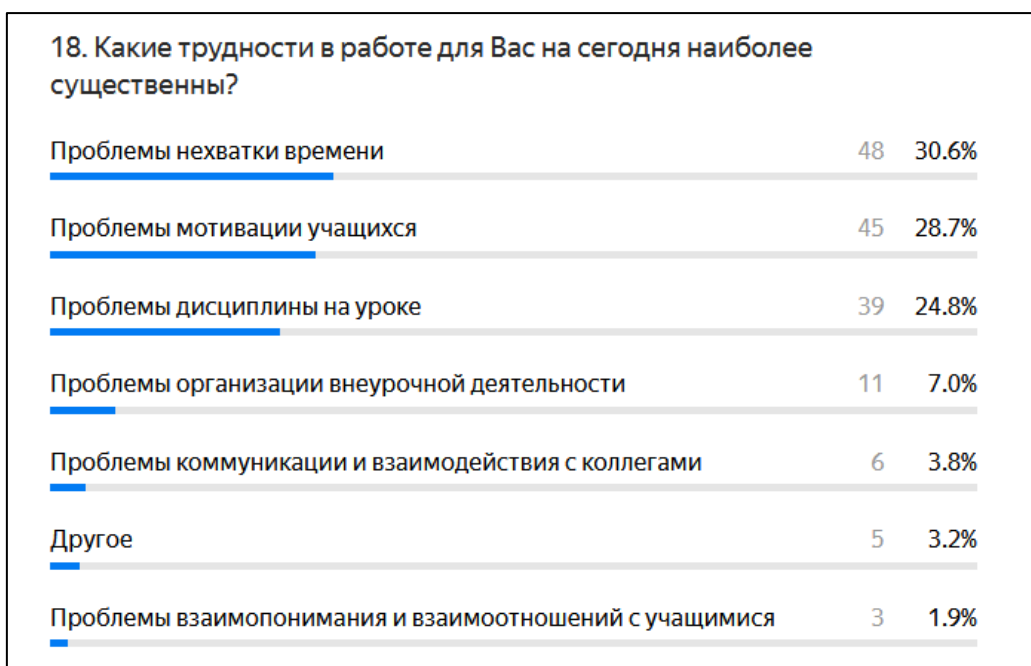 18. Какие трудности в работе для Вас на сегодня наиболее
существенны?
Проблемы нехватки времени 48 30.6%
Проблемы мотивации учащихся 45 28.7%
Проблемы дисциплины на уроке 39 24.8%
Проблемы организации внеурочной деятельности 11 7.0%
Проблемы коммуникации и взаимодействия с коллегами 6 3.8%
Другое 5 3.2%
Проблемы взаимопонимания и взаимоотношений с учащимися 3 1.9%